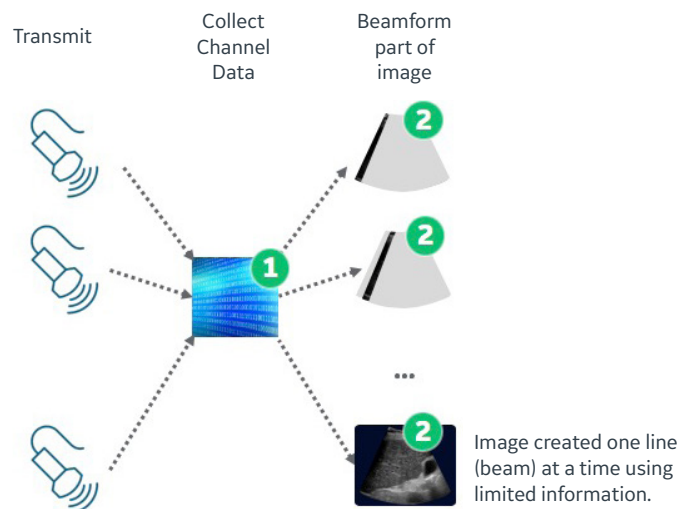 Transmit
Collect
Channel
Data
Beamform
part of
image
2
2
1
...
2
Image created one line
(beam) at a time using
limited information.